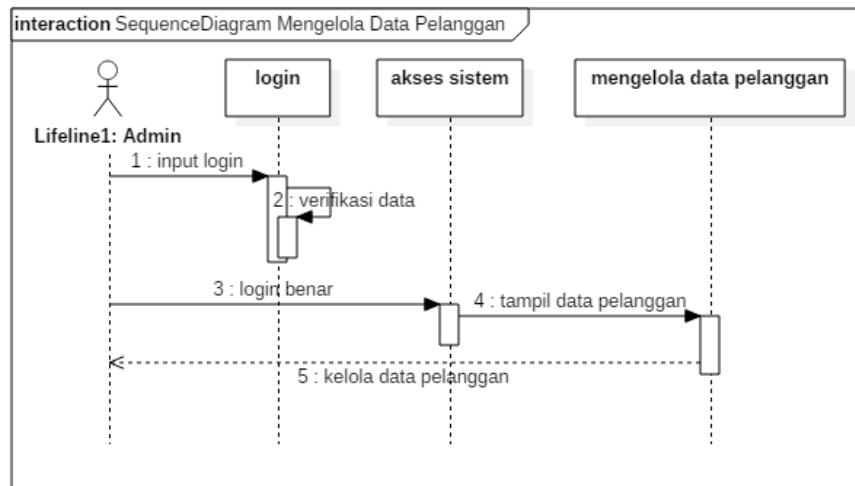 interaction SequenceDiagram Mengelola Data Pelanggan
login
akses sistem
mengelola data pelanggan
Lifeline1: Admin
1 : input login
2 : verifikasi data
3 : login benar
4 : tampil data pelanggan
5 : kelola data pelanggan